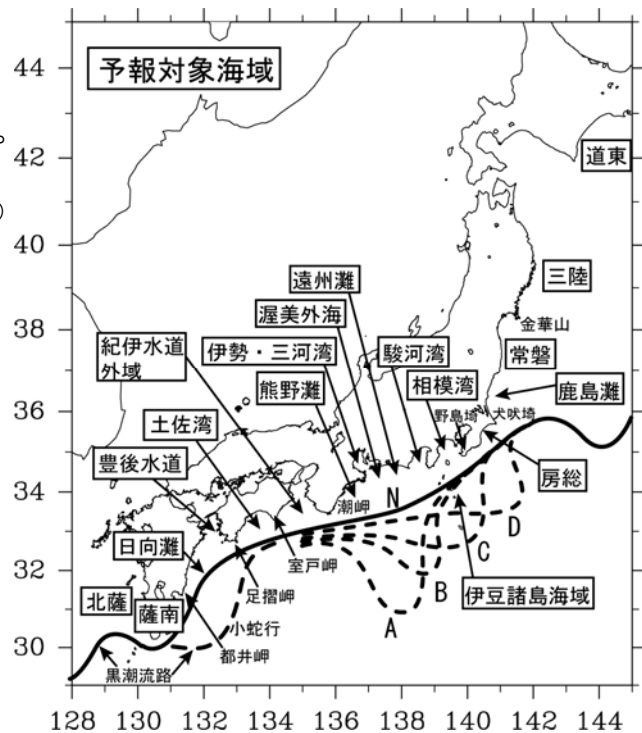 予報対象海域
44
42
40
38
36
34
32
30
128
130
132
134
136
138
140
142
144
道東
三陸
金華山
常磐
鹿島灘
犬吠埼
野島埼
房総
相模湾
駿河湾
遠州灘
渥美外海
伊勢・三河湾
熊野灘
紀伊水道
外域
土佐湾
豊後水道
日向灘
北薩
薩南
潮岬
室戸岬
足摺岬
都井岬
小蛇行
黒潮流路
伊豆諸島海域
N
A
B
C
D